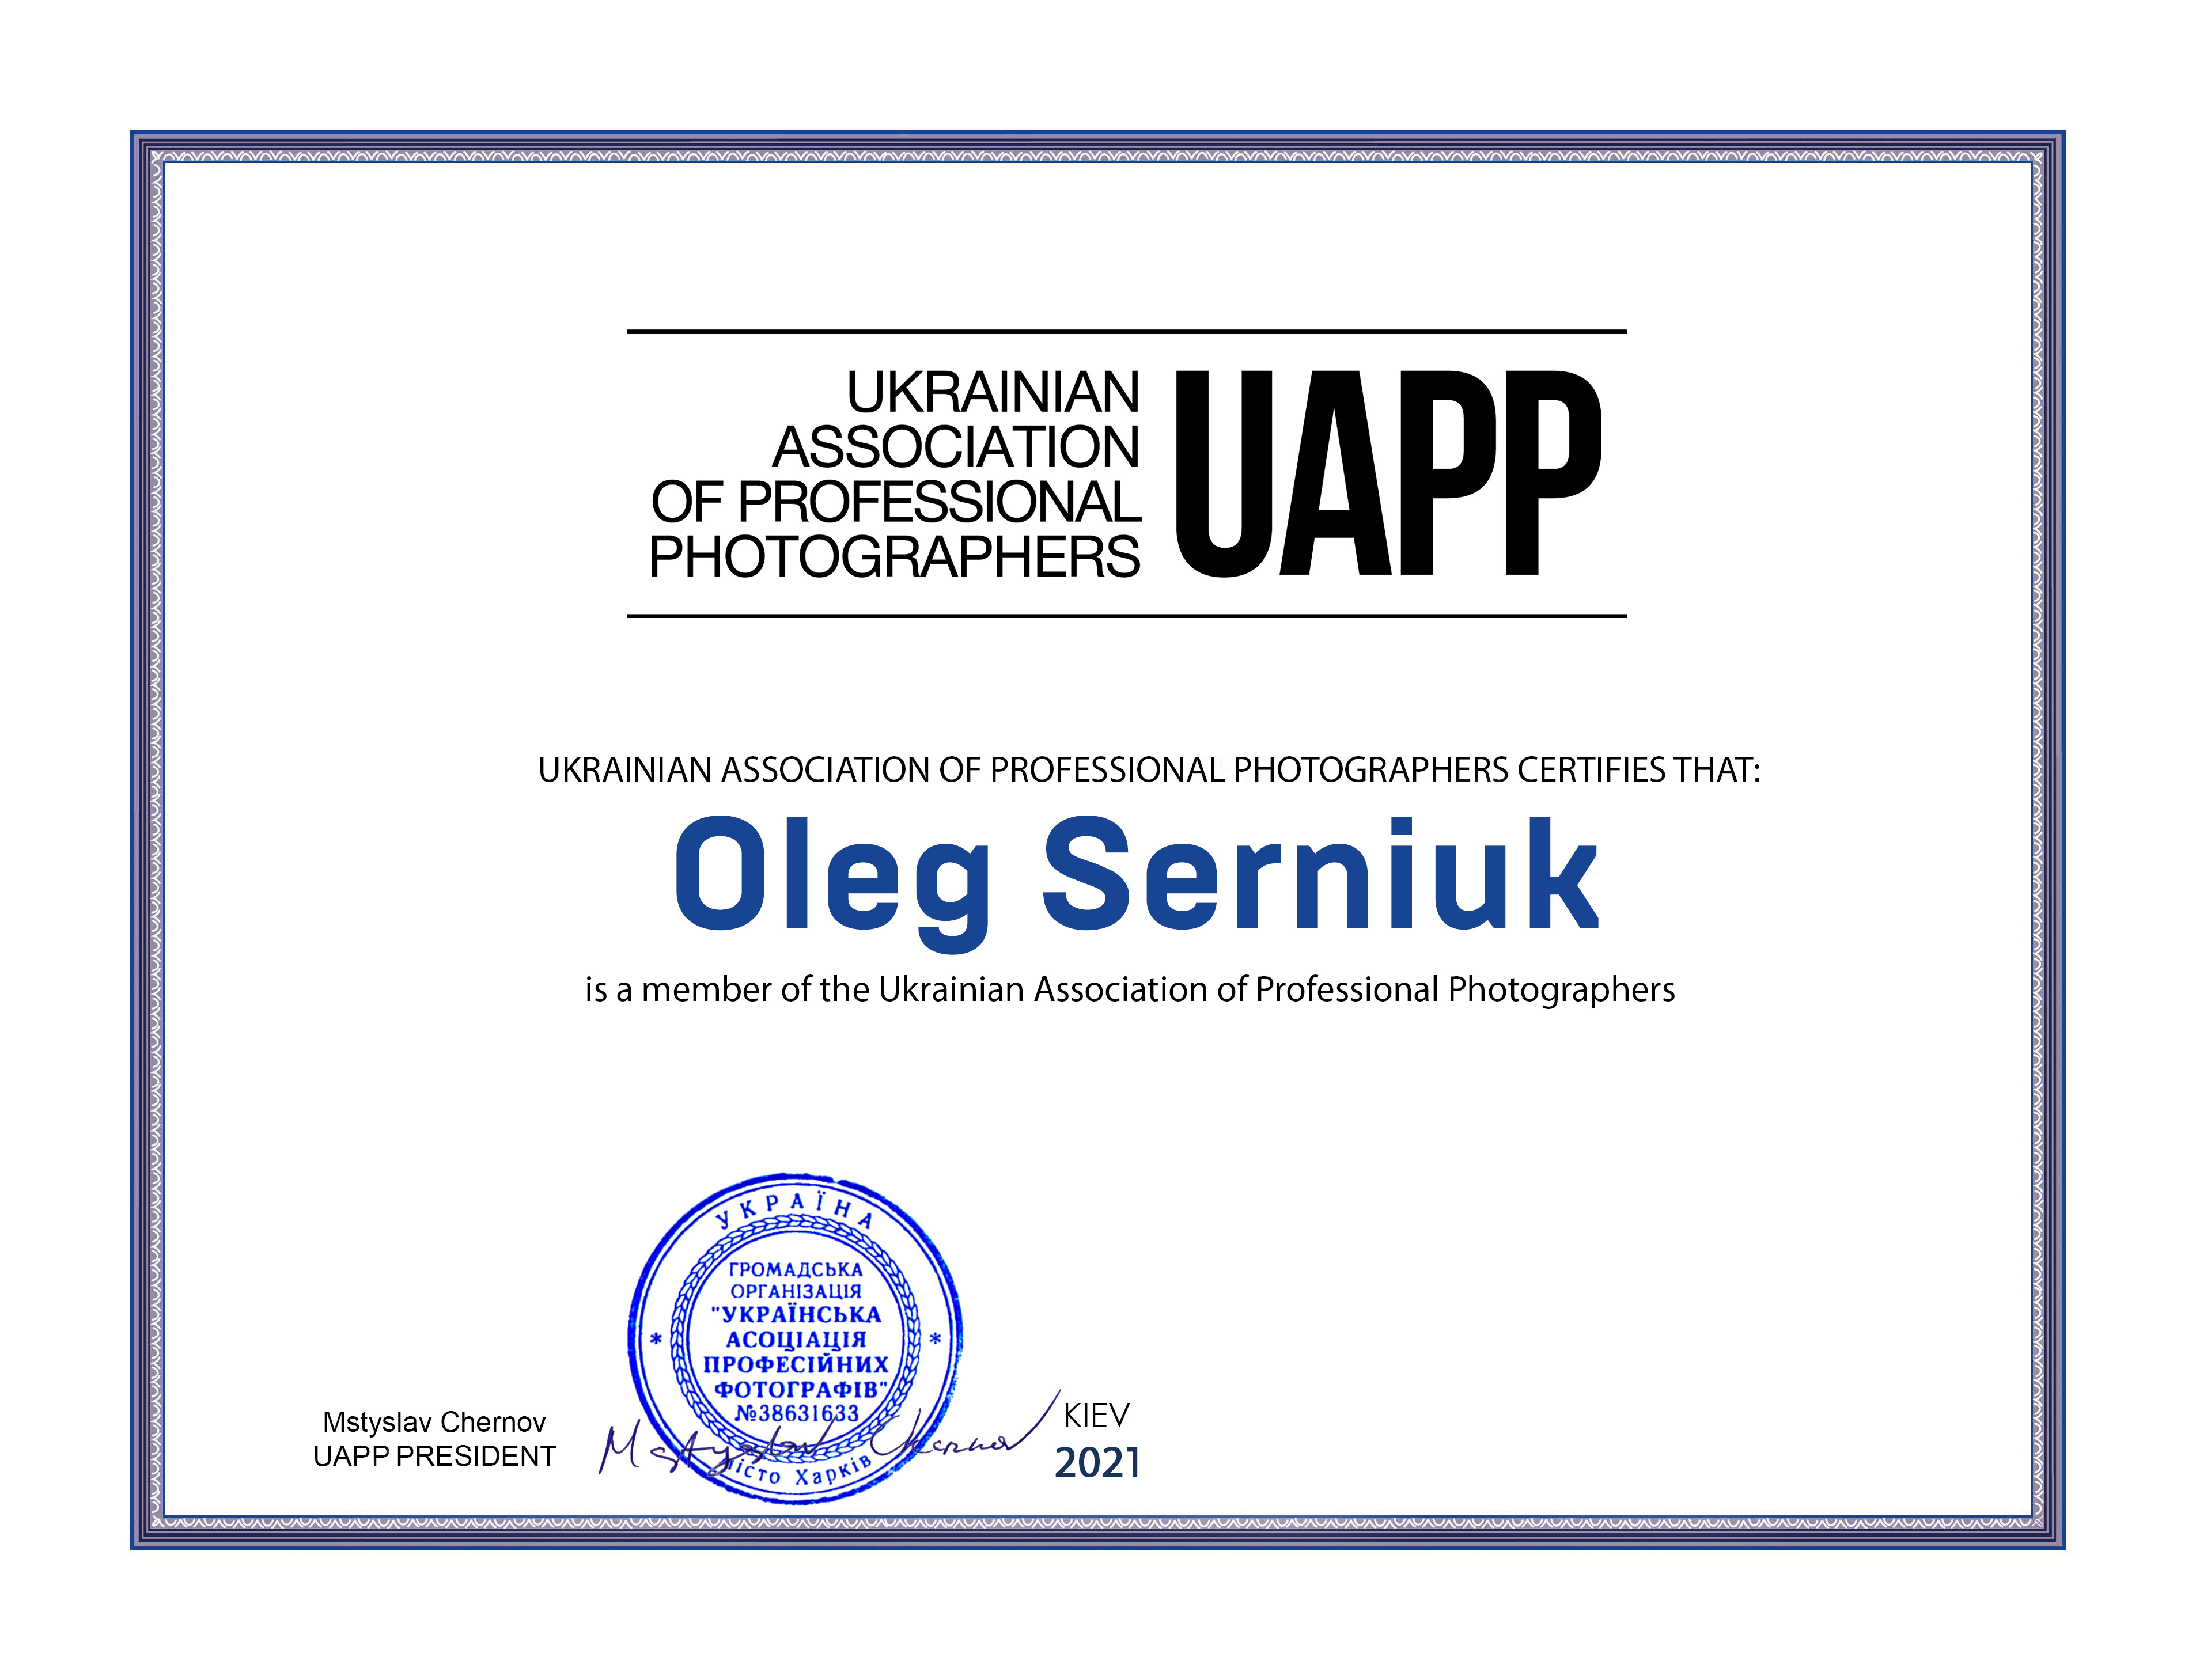 UKRAINIAN
ASSOCIATION
OF PROFESSIONAL
PHOTOGRAPHERS
UAPP
UKRAINIAN ASSOCIATION OF PROFESSIONAL PHOTOGRAPHERS CERTIFIES THAT:
Oleg Serniuk
is a member of the Ukrainian Association of Professional Photographers
УКРАЇНА
ГРОМАДСЬКА
ОРГАНІЗАЦІЯ
"УКРАЇНСЬКА
* АСОЦІАЦІЯ *
ПРОФЕСІЙНИХ
ФОТОГРАФІВ"
№38631633
місто Харків
Mstyslav Chernov
UAPP PRESIDENT
Mstyslav Chernov
KIEV
2021